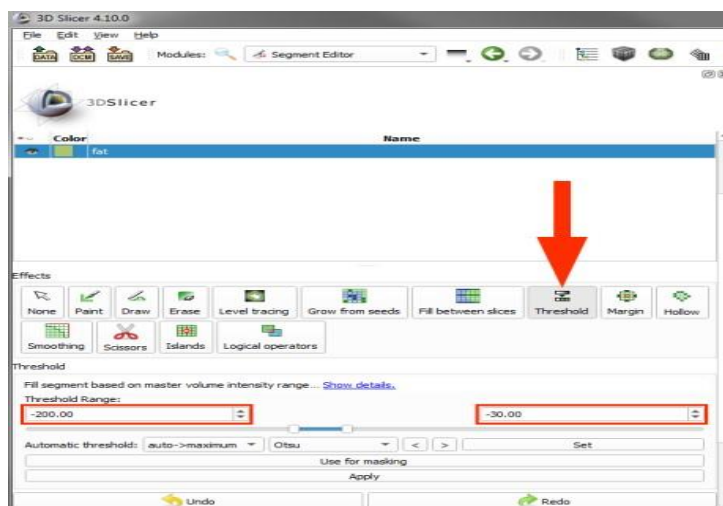 3D Slicer 4.10.0
File Edit View Help
DATA DCM SAVE Modules: Segment Editor
3DSlicer
Color Name
fat
Effects
None Paint Draw Erase Level tracing Grow from seeds Fill between slices Threshold Margin Hollow
Smoothing Scissors Islands Logical operators
Threshold
Fill segment based on master volume intensity range... Show details.
Threshold Range:
-200.00 -30.00
Automatic threshold: auto->maximum Otsu < > Set
Use for masking
Apply
Undo Redo